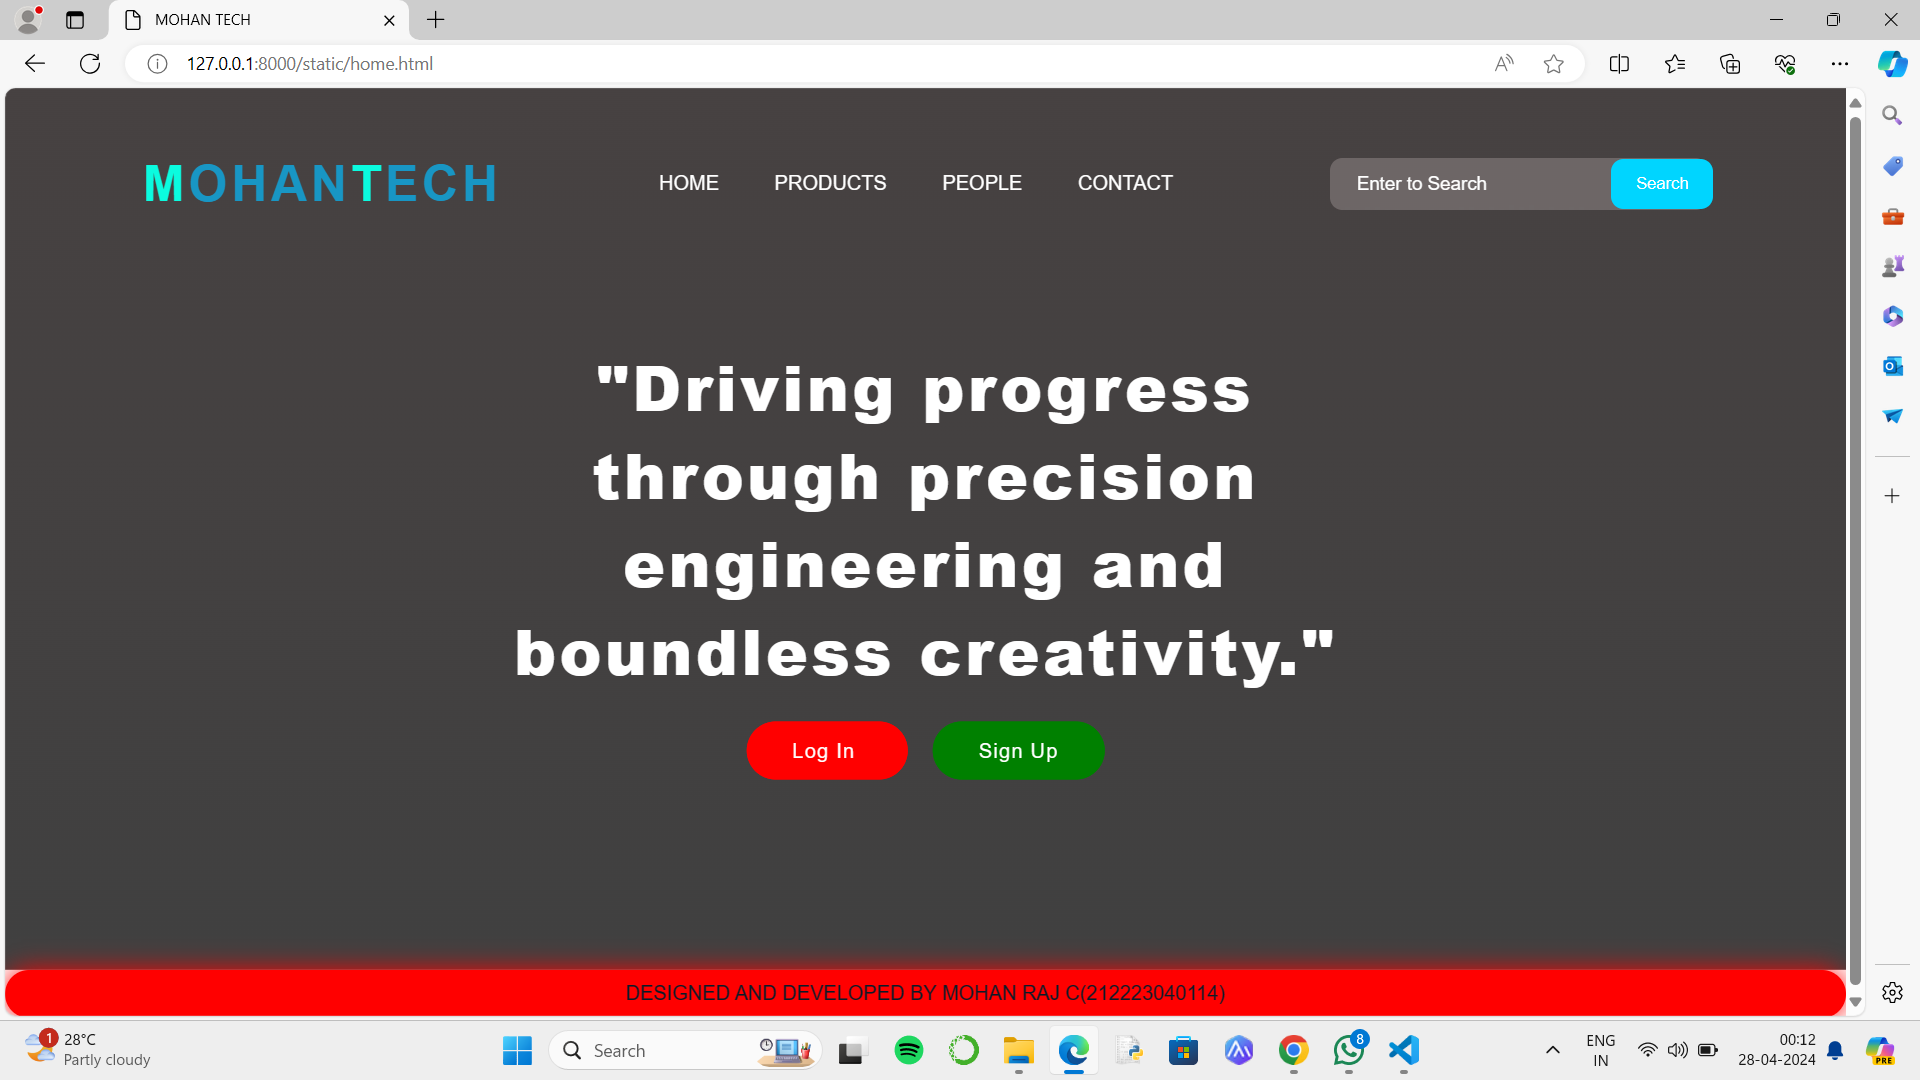 MOHAN TECH
127.0.0.1:8000/static/home.html
MOHANTECH
HOME PRODUCTS PEOPLE CONTACT
Enter to Search Search
"Driving progress
through precision
engineering and
boundless creativity."
Log In Sign Up
DESIGNED AND DEVELOPED BY MOHAN RAJ C(212223040114)
1 28°C
Partly cloudy
Search
8
ENG
IN
00:12
28-04-2024
PRE